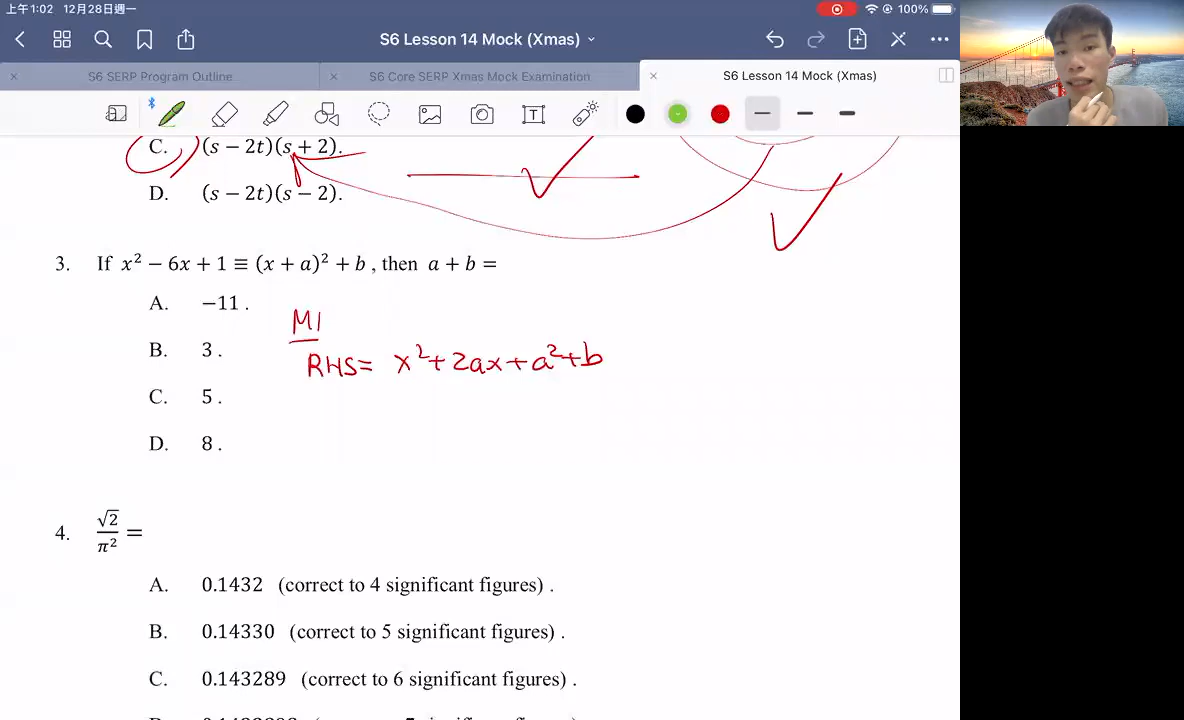 上午1:02 12月28日週一
100%
S6 Lesson 14 Mock (Xmas)
S6 SERP Program Outline
S6 Core SERP Xmas Mock Examination
S6 Lesson 14 Mock (Xmas)
C. (s − 2t)(s + 2).
D. (s − 2t)(s − 2).
3. If x² − 6x + 1 ≡ (x + a)² + b , then a + b =
A. −11 .
M1
B. 3 .
RHS= x²+2ax+a²+b
C. 5 .
D. 8 .
4. √2/π² =
A. 0.1432 (correct to 4 significant figures) .
B. 0.14330 (correct to 5 significant figures) .
C. 0.143289 (correct to 6 significant figures) .